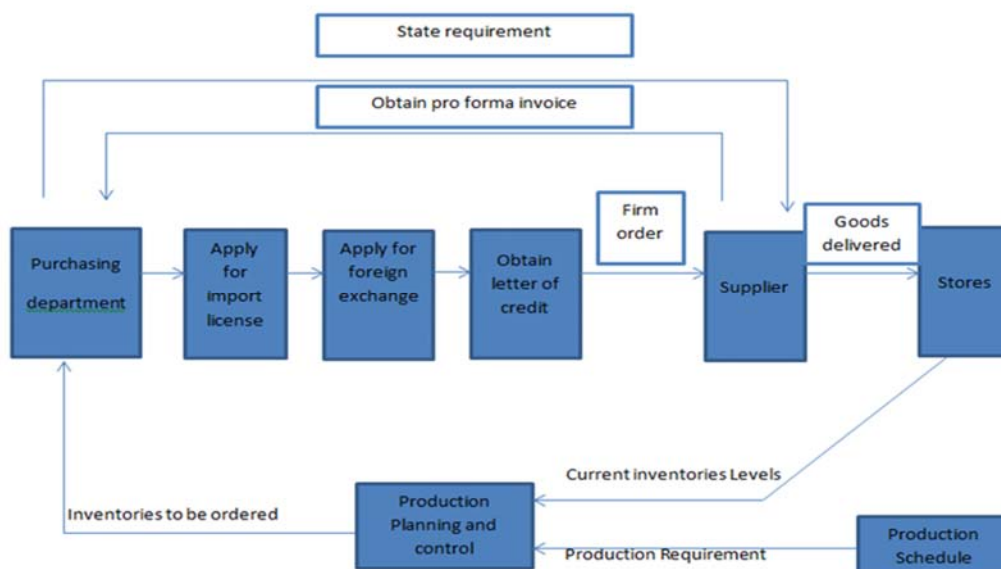 State requirement
Obtain pro forma invoice
Firm
order
Goods
delivered
Purchasing
department
Apply
for
import
license
Apply for
foreign
exchange
Obtain
letter of
credit
Supplier
Stores
Current inventories Levels
Inventories to be ordered
Production
Planning and
control
Production Requirement
Production
Schedule